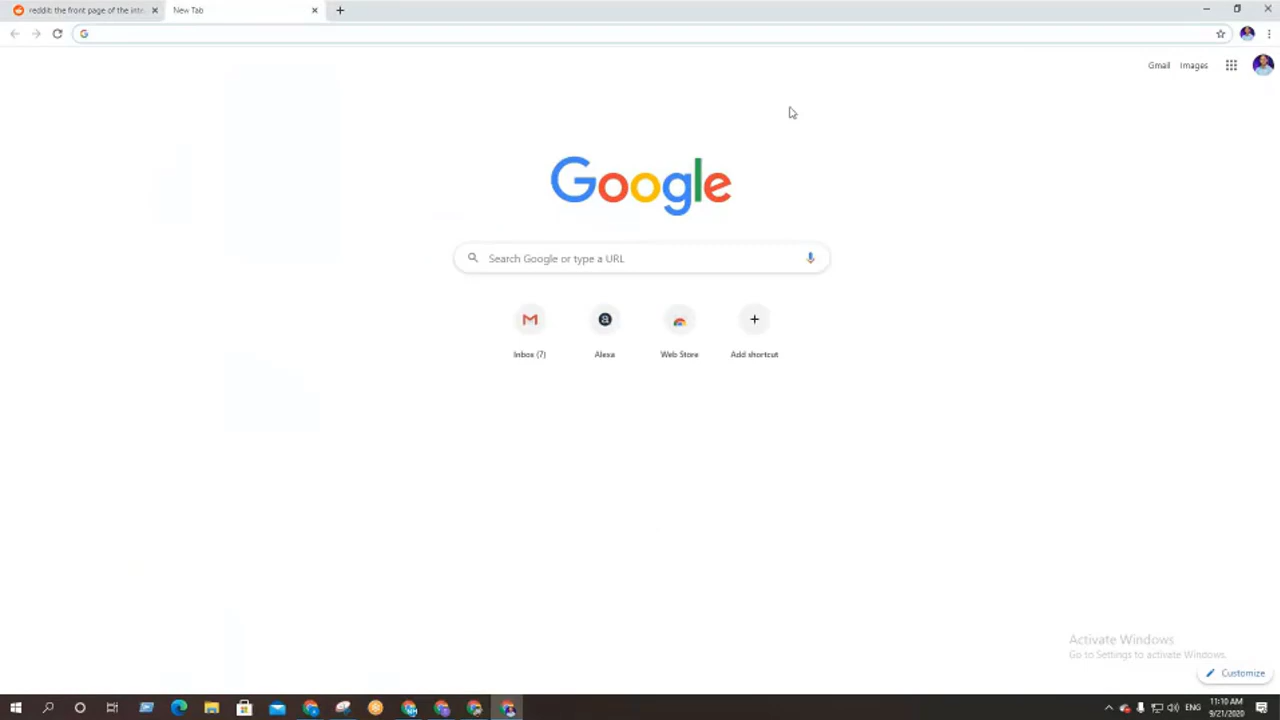 reddit: the front page of the inte
New Tab
Gmail
Images
Google
Search Google or type a URL
Inbox (7)
Alexa
Web Store
Add shortcut
Activate Windows
Go to Settings to activate Windows.
Customize
ENG
11:10 AM
9/21/2020